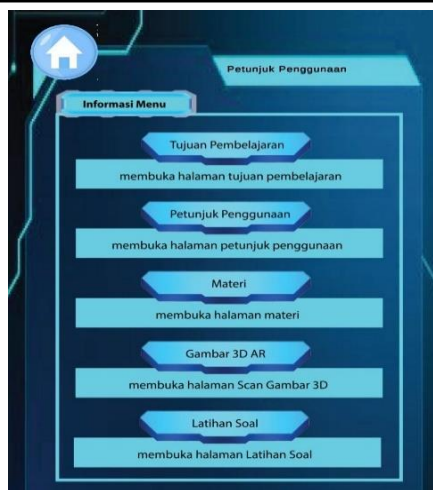 Petunjuk Penggunaan
Informasi Menu
Tujuan Pembelajaran
membuka halaman tujuan pembelajaran
Petunjuk Penggunaan
membuka halaman petunjuk penggunaan
Materi
membuka halaman materi
Gambar 3D AR
membuka halaman Scan Gambar 3D
Latihan Soal
membuka halaman Latihan Soal